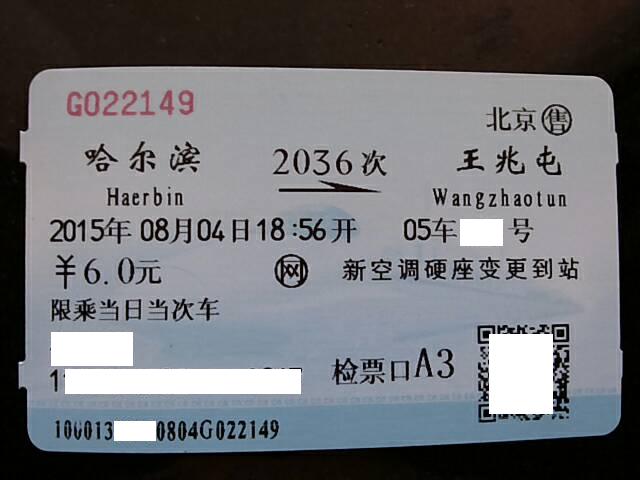 G022149
北京售
哈尔滨 2036次 王兆屯
Haerbin Wangzhaotun
2015年08月04日18:56开 05车 号
¥6.0元 网 新空调硬座变更到站
限乘当日当次车
检票口A3
100013 0804G022149